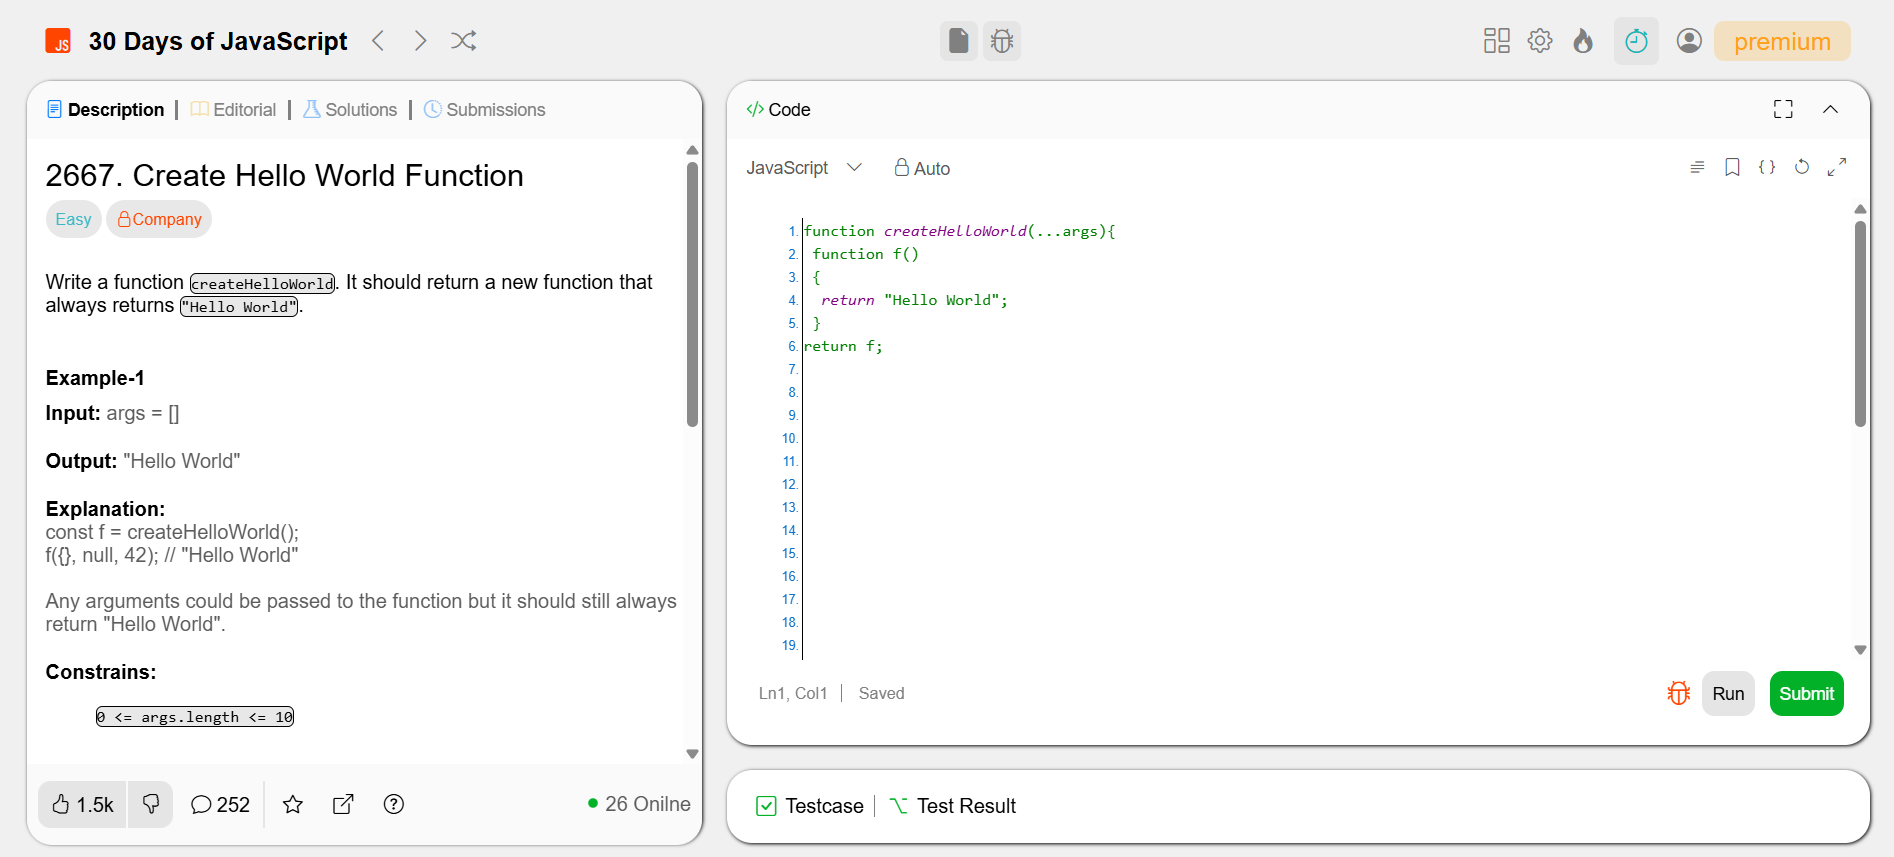 JS 30 Days of JavaScript
premium
Description | Editorial | Solutions | Submissions
2667. Create Hello World Function
Easy Company
Write a function createHelloWorld. It should return a new function that
always returns "Hello World".
Example-1
Input: args = []
Output: "Hello World"
Explanation:
const f = createHelloWorld();
f({}, null, 42); // "Hello World"
Any arguments could be passed to the function but it should still always
return "Hello World".
Constrains:
0 <= args.length <= 10
1.5k 252 26 Onilne
</> Code
JavaScript Auto
{ }
1. function createHelloWorld(...args){
2. function f()
3. {
4. return "Hello World";
5. }
6. return f;
7.
8.
9.
10.
11.
12.
13.
14.
15.
16.
17.
18.
19.
Ln1, Col1 | Saved
Run Submit
Testcase | Test Result